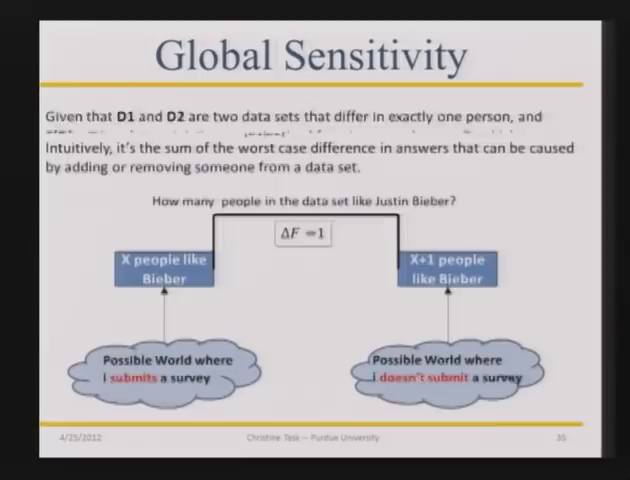 Global Sensitivity
Given that D1 and D2 are two data sets that differ in exactly one person, and
Intuitively, it's the sum of the worst case difference in answers that can be caused
by adding or removing someone from a data set.
How many people in the data set like Justin Bieber?
ΔF =1
X people like
Bieber
X+1 people
like Bieber
Possible World where
I submits a survey
Possible World where
I doesn't submit a survey
4/25/2012
Christine Task – Purdue University
35